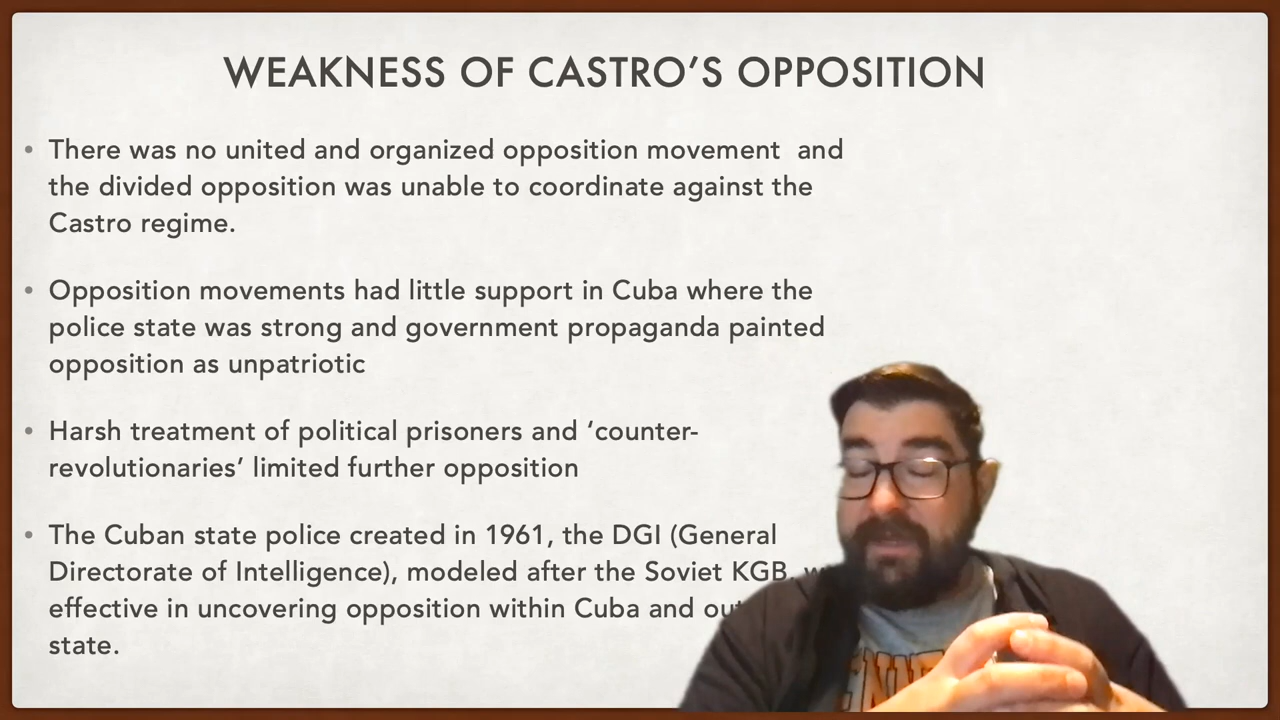 WEAKNESS OF CASTRO’S OPPOSITION
• There was no united and organized opposition movement  and
the divided opposition was unable to coordinate against the
Castro regime.
• Opposition movements had little support in Cuba where the
police state was strong and government propaganda painted
opposition as unpatriotic
• Harsh treatment of political prisoners and ‘counter-
revolutionaries’ limited further opposition
• The Cuban state police created in 1961, the DGI (General
Directorate of Intelligence), modeled after the Soviet KGB,
effective in uncovering opposition within Cuba and
state.